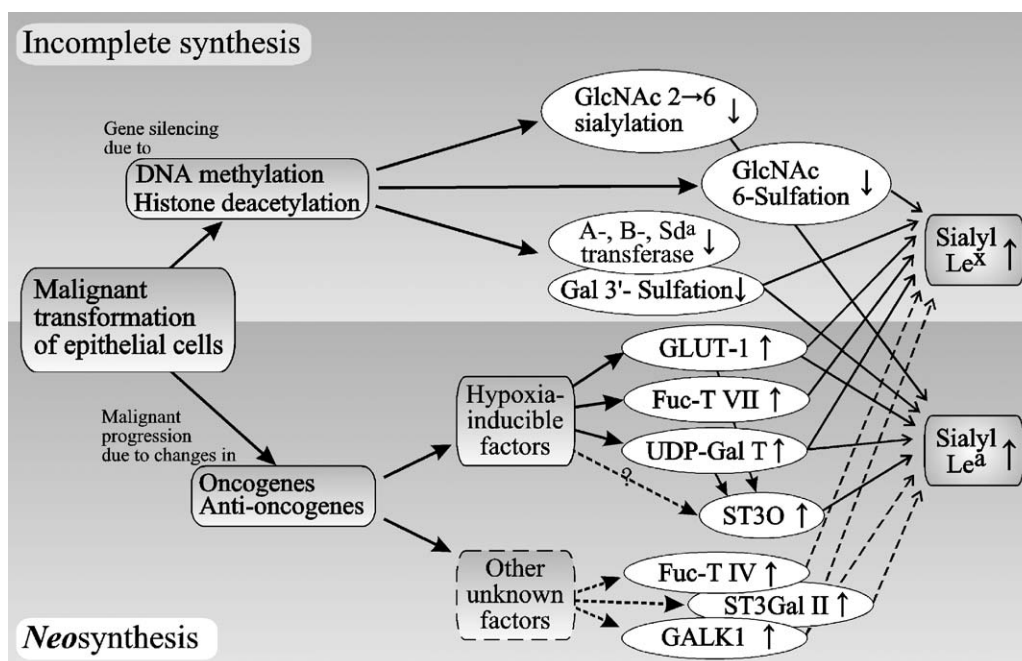 Incomplete synthesis
Gene silencing
due to
DNA methylation
Histone deacetylation
GlcNAc 2→6
sialylation ↓
GlcNAc
6-Sulfation ↓
A-, B-, Sdᵃ
transferase ↓
Gal 3'- Sulfation↓
Sialyl
Leˣ ↑
Malignant
transformation
of epithelial cells
Malignant
progression
due to changes in
Oncogenes
Anti-oncogenes
Hypoxia-
inducible
factors
GLUT-1 ↑
Fuc-T VII ↑
UDP-Gal T↑
?
ST3O ↑
Sialyl
Leᵃ ↑
Other
unknown
factors
Fuc-T IV ↑
ST3Gal II ↑
GALK1 ↑
Neosynthesis